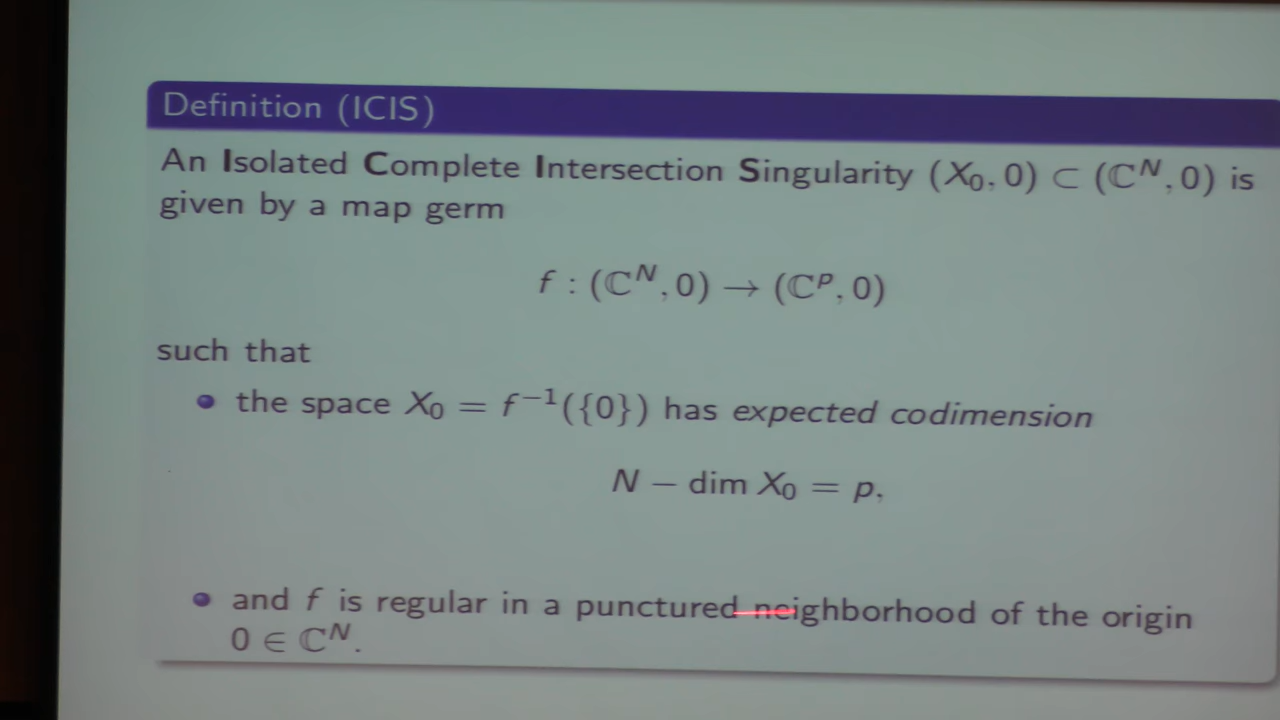 Definition (ICIS)
An Isolated Complete Intersection Singularity (X₀, 0) ⊂ (ℂᴺ, 0) is
given by a map germ
f : (ℂᴺ, 0) → (ℂᵖ, 0)
such that
the space X₀ = f⁻¹({0}) has expected codimension
N − dim X₀ = p,
and f is regular in a punctured neighborhood of the origin
0 ∈ ℂᴺ.